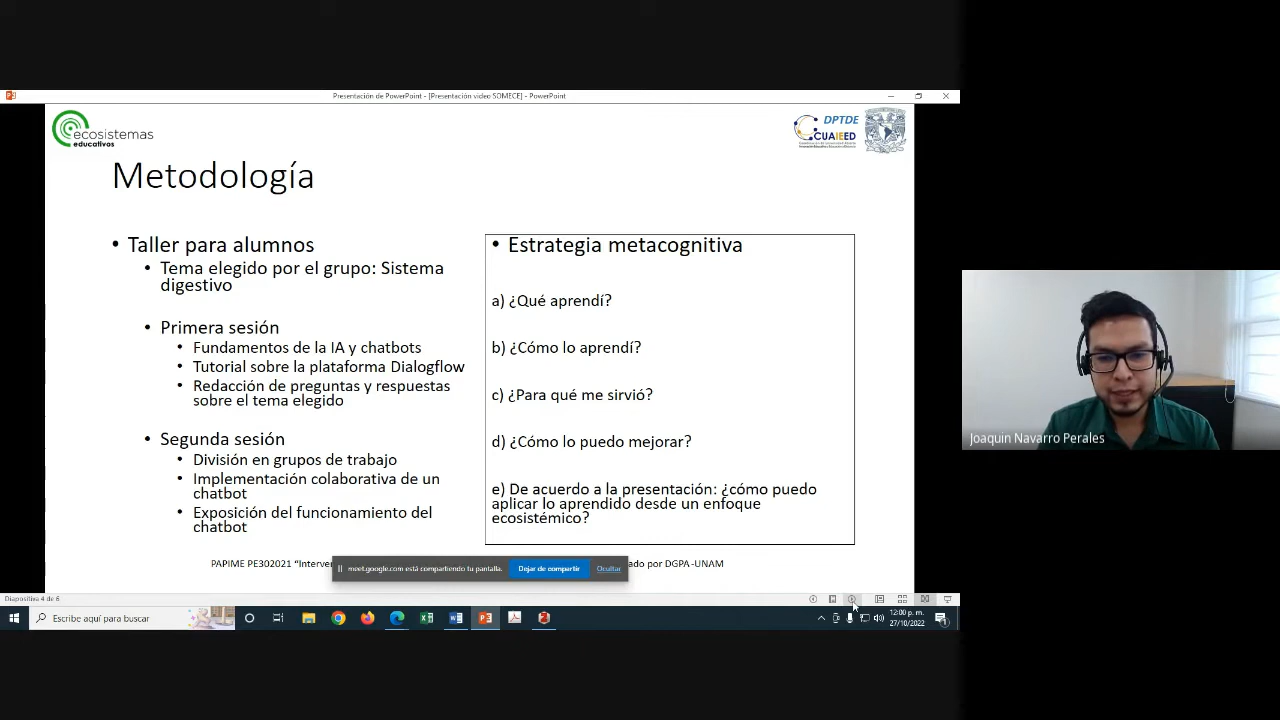 Presentación de PowerPoint - [Presentación video SOMECE] - PowerPoint
ecosistemas
educativos
DPTDE
CUAIEED
Metodología
• Taller para alumnos
• Tema elegido por el grupo: Sistema
digestivo
• Primera sesión
• Fundamentos de la IA y chatbots
• Tutorial sobre la plataforma Dialogflow
• Redacción de preguntas y respuestas
sobre el tema elegido
• Segunda sesión
• División en grupos de trabajo
• Implementación colaborativa de un
chatbot
• Exposición del funcionamiento del
chatbot
• Estrategia metacognitiva
a) ¿Qué aprendí?
b) ¿Cómo lo aprendí?
c) ¿Para qué me sirvió?
d) ¿Cómo lo puedo mejorar?
e) De acuerdo a la presentación: ¿cómo puedo
aplicar lo aprendido desde un enfoque
ecosistémico?
Joaquin Navarro Perales
PAPIME PE302021 “Interver
ado por DGPA-UNAM
meet.google.com está compartiendo tu pantalla.
Dejar de compartir
Ocultar
Diapositiva 4 de 6
Escribe aquí para buscar
12:00 p. m.
27/10/2022